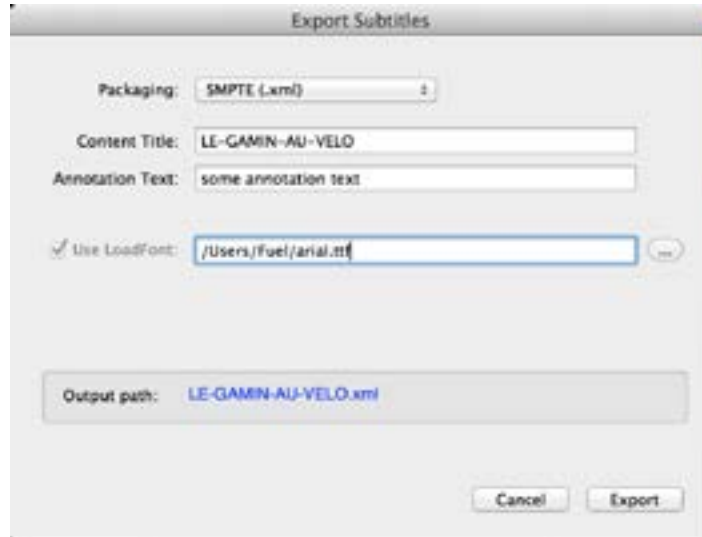 Export Subtitles
Packaging: SMPTE (.xml)
Content Title: LE-GAMIN-AU-VELO
Annotation Text: some annotation text
Use LoadFont: /Users/Fuel/arial.ttf
...
Output path: LE-GAMIN-AU-VELO.xml
Cancel Export